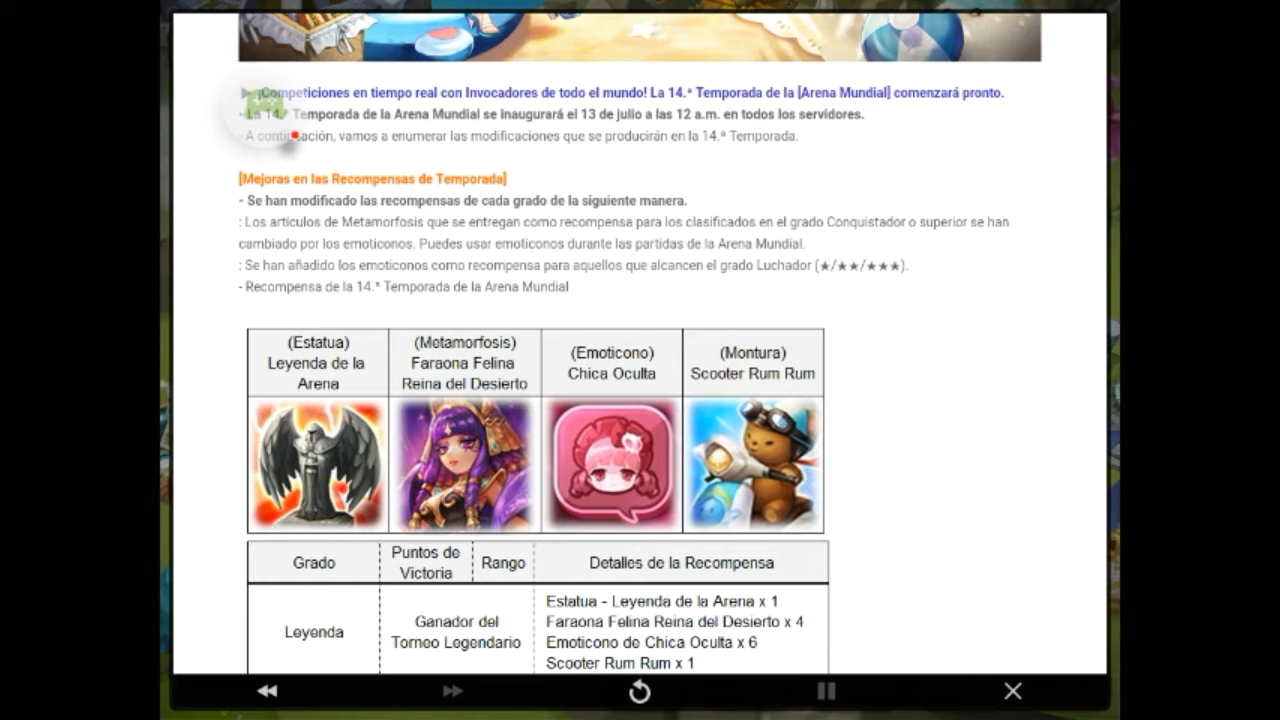 ¡Competiciones en tiempo real con Invocadores de todo el mundo! La 14.ª Temporada de la [Arena Mundial] comenzará pronto.
- La 14.ª Temporada de la Arena Mundial se inaugurará el 13 de julio a las 12 a.m. en todos los servidores.
- A continuación, vamos a enumerar las modificaciones que se producirán en la 14.ª Temporada.
[Mejoras en las Recompensas de Temporada]
- Se han modificado las recompensas de cada grado de la siguiente manera.
: Los artículos de Metamorfosis que se entregan como recompensa para los clasificados en el grado Conquistador o superior se han
cambiado por los emoticonos. Puedes usar emoticonos durante las partidas de la Arena Mundial.
: Se han añadido los emoticonos como recompensa para aquellos que alcancen el grado Luchador (★/★★/★★★).
- Recompensa de la 14.ª Temporada de la Arena Mundial
(Estatua)
Leyenda de la
Arena
(Metamorfosis)
Faraona Felina
Reina del Desierto
(Emoticono)
Chica Oculta
(Montura)
Scooter Rum Rum
Grado
Puntos de
Victoria
Rango
Detalles de la Recompensa
Leyenda
Ganador del
Torneo Legendario
Estatua - Leyenda de la Arena x 1
Faraona Felina Reina del Desierto x 4
Emoticono de Chica Oculta x 6
Scooter Rum Rum x 1